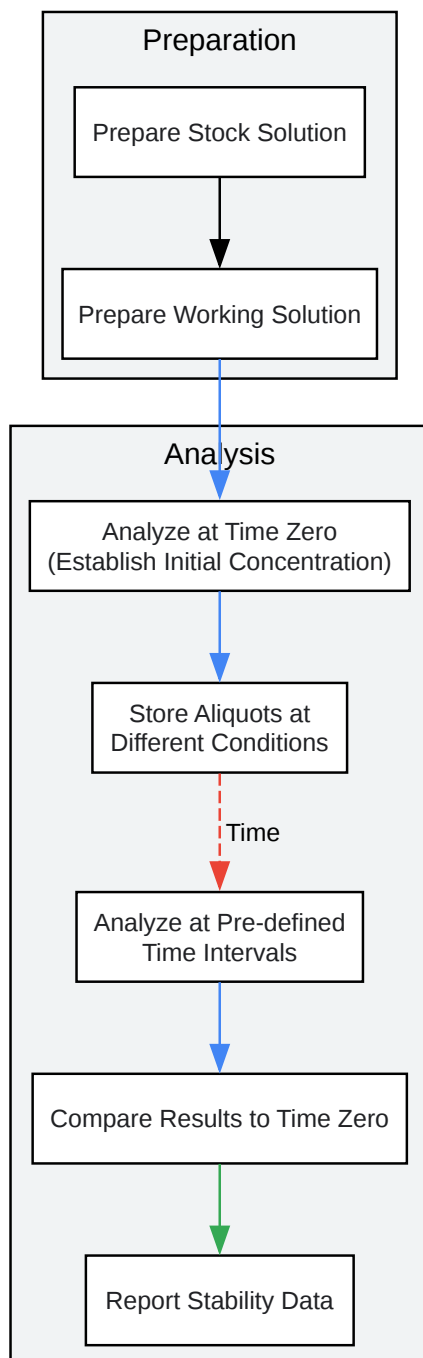 Preparation
Prepare Stock Solution
Prepare Working Solution
Analysis
Analyze at Time Zero
(Establish Initial Concentration)
Store Aliquots at
Different Conditions
Time
Analyze at Pre-defined
Time Intervals
Compare Results to Time Zero
Report Stability Data